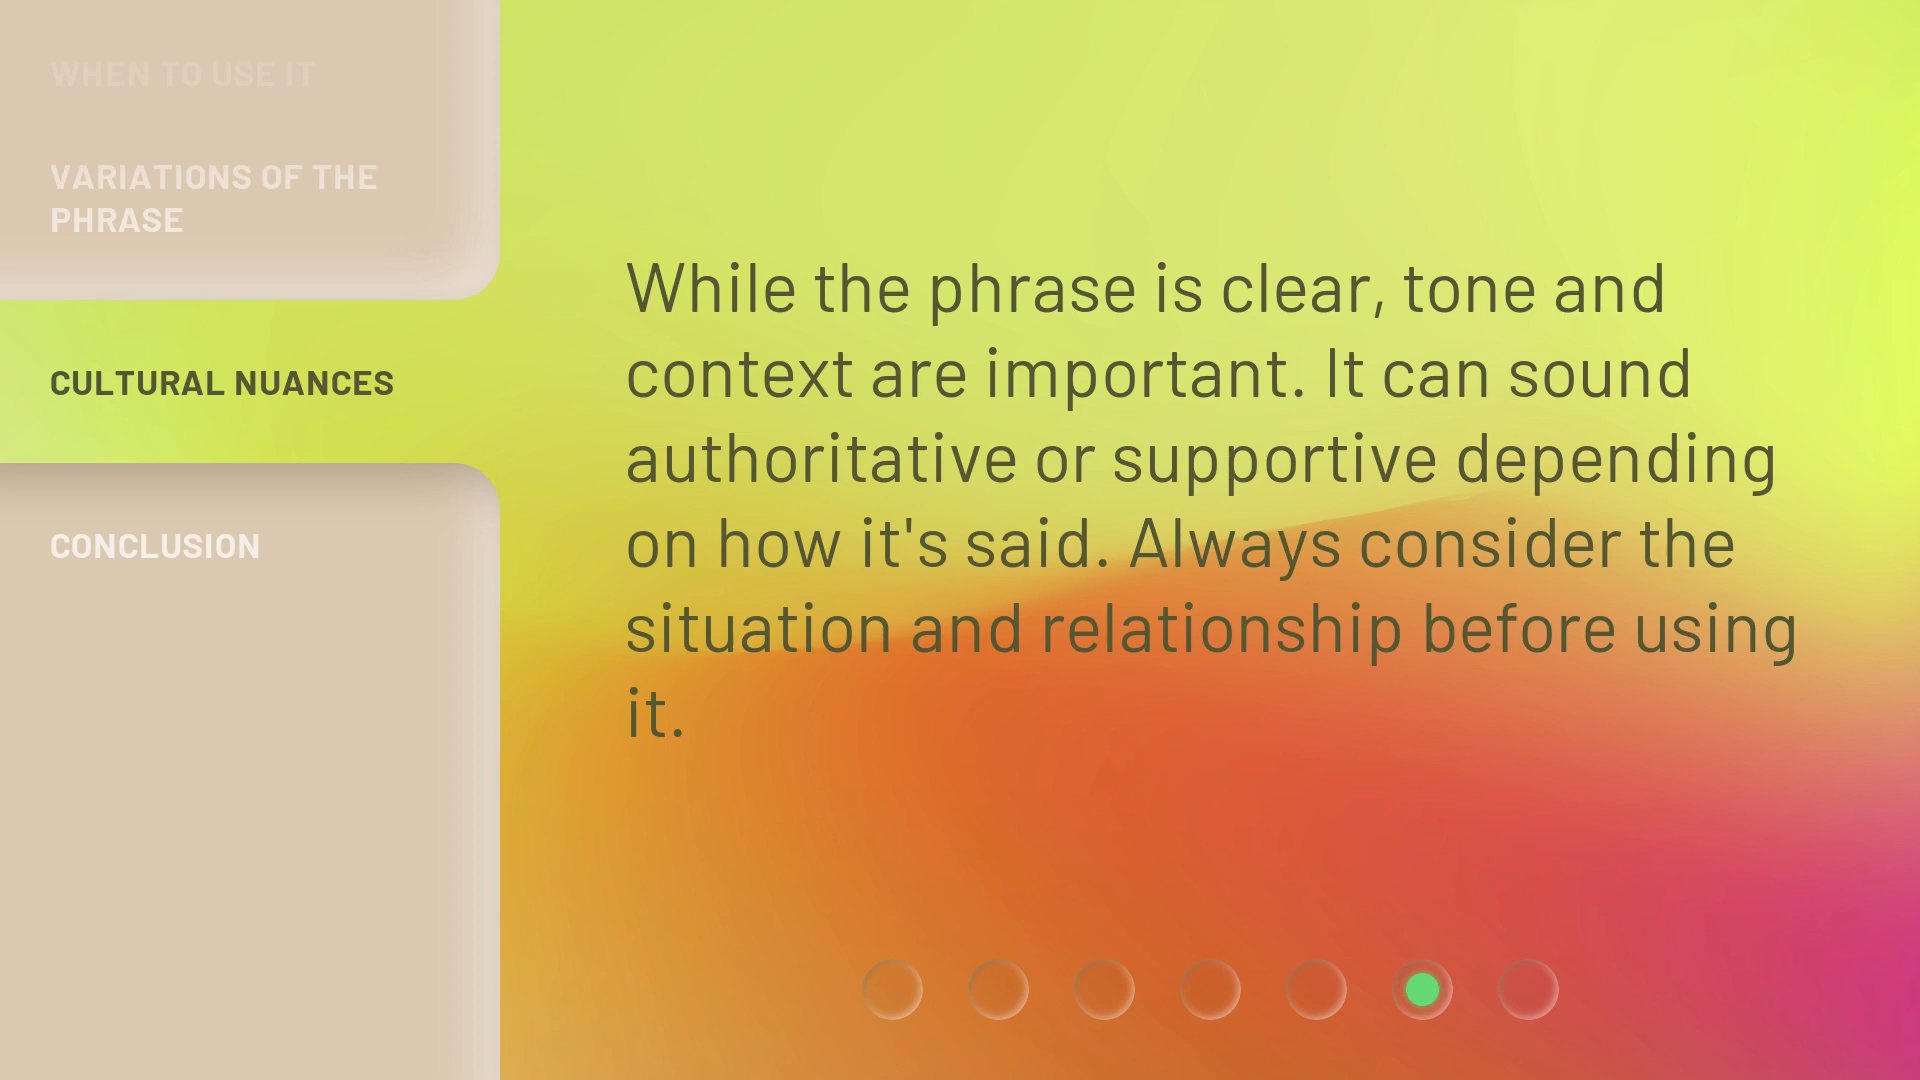 WHEN TO USE IT
VARIATIONS OF THE
PHRASE
CULTURAL NUANCES
CONCLUSION
While the phrase is clear, tone and
context are important. It can sound
authoritative or supportive depending
on how it's said. Always consider the
situation and relationship before using
it.